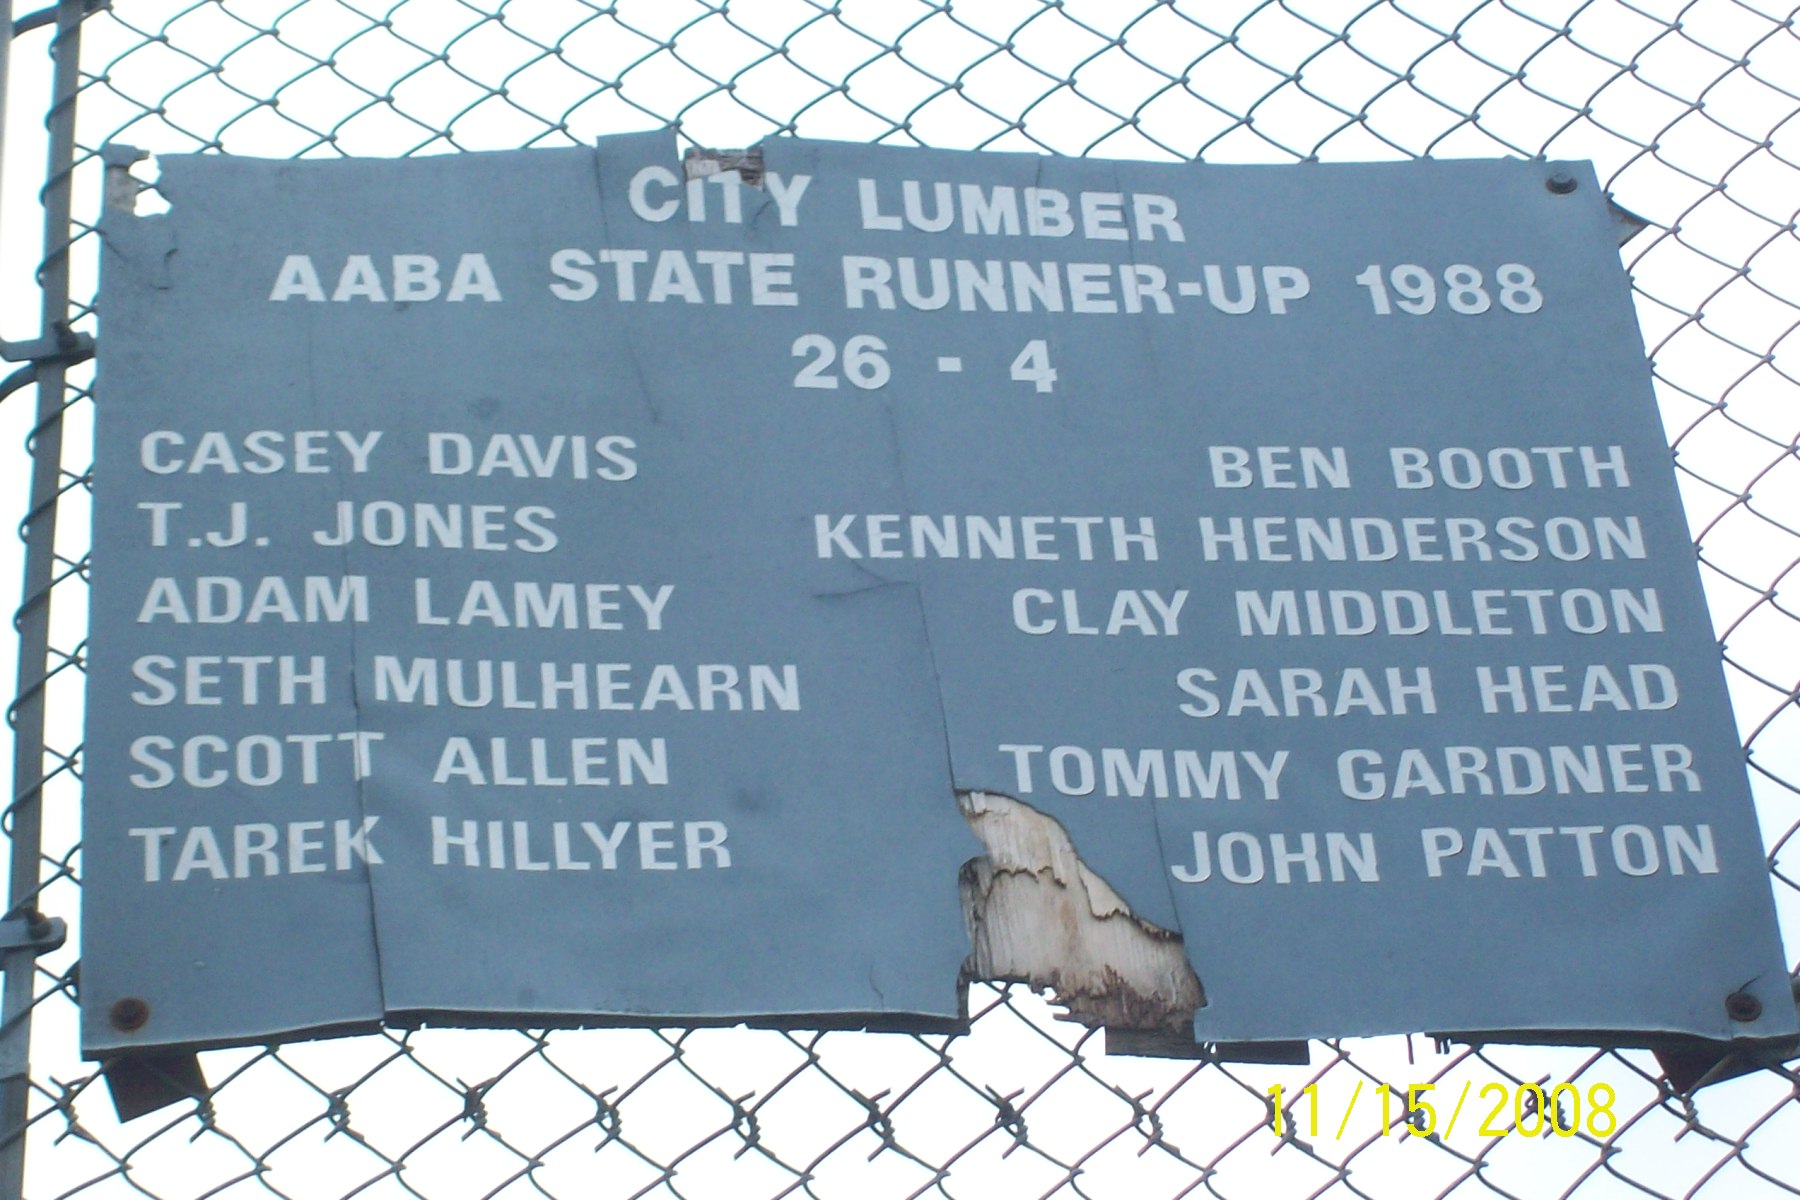 CITY LUMBER
AABA STATE RUNNER-UP 1988
26 - 4
CASEY DAVIS
T.J. JONES
ADAM LAMEY
SETH MULHEARN
SCOTT ALLEN
TAREK HILLYER
BEN BOOTH
KENNETH HENDERSON
CLAY MIDDLETON
SARAH HEAD
TOMMY GARDNER
JOHN PATTON
11/15/2008